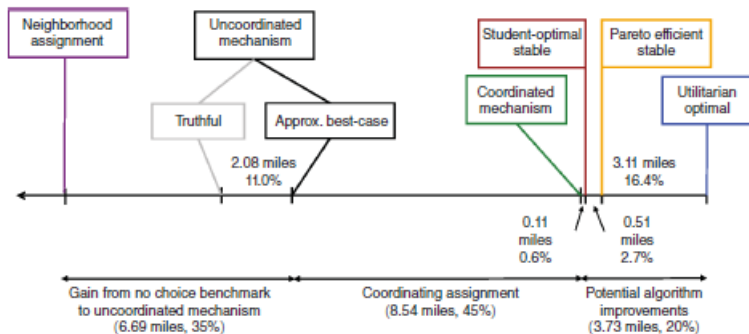 Neighborhood
assignment
Uncoordinated
mechanism
Student-optimal
stable
Pareto efficient
stable
Coordinated
mechanism
Utilitarian
optimal
Truthful
Approx. best-case
2.08 miles
11.0%
3.11 miles
16.4%
0.11
miles
0.6%
0.51
miles
2.7%
Gain from no choice benchmark
to uncoordinated mechanism
(6.69 miles, 35%)
Coordinating assignment
(8.54 miles, 45%)
Potential algorithm
improvements
(3.73 miles, 20%)